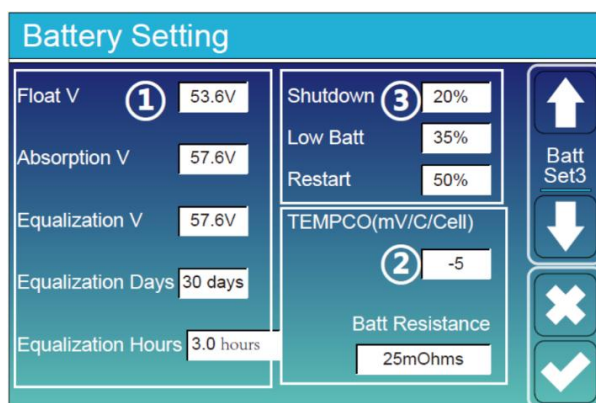 Battery Setting
Float V ① 53.6V
Absorption V 57.6V
Equalization V 57.6V
Equalization Days 30 days
Equalization Hours 3.0 hours
Shutdown ③ 20%
Low Batt 35%
Restart 50%
TEMPCO(mV/C/Cell)
② -5
Batt Resistance
25mOhms
Batt
Set3